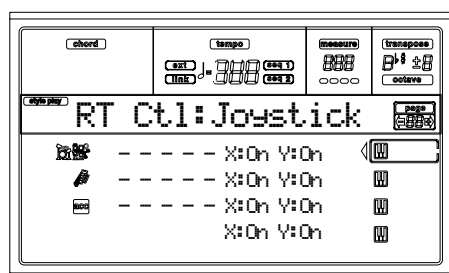 chord tempo measure transpose
ext seq 1
link seq 2
octave
style play
RT Ctl:Joystick page
- - - - - X:On Y:On
- - - - - X:On Y:On
acc - - - - - X:On Y:On
X:On Y:On